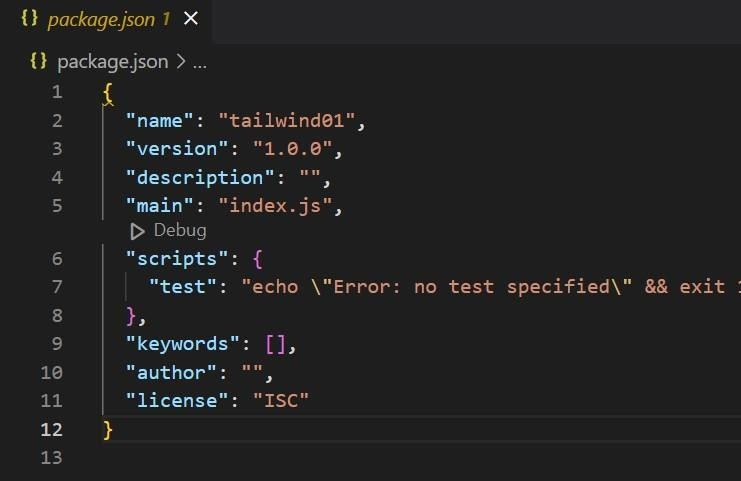 {} package.json 1 ×
{} package.json > ...
1 {
2 "name": "tailwind01",
3 "version": "1.0.0",
4 "description": "",
5 "main": "index.js",
Debug
6 "scripts": {
7 "test": "echo \"Error: no test specified\" && exit 1
8 },
9 "keywords": [],
10 "author": "",
11 "license": "ISC"
12 }
13